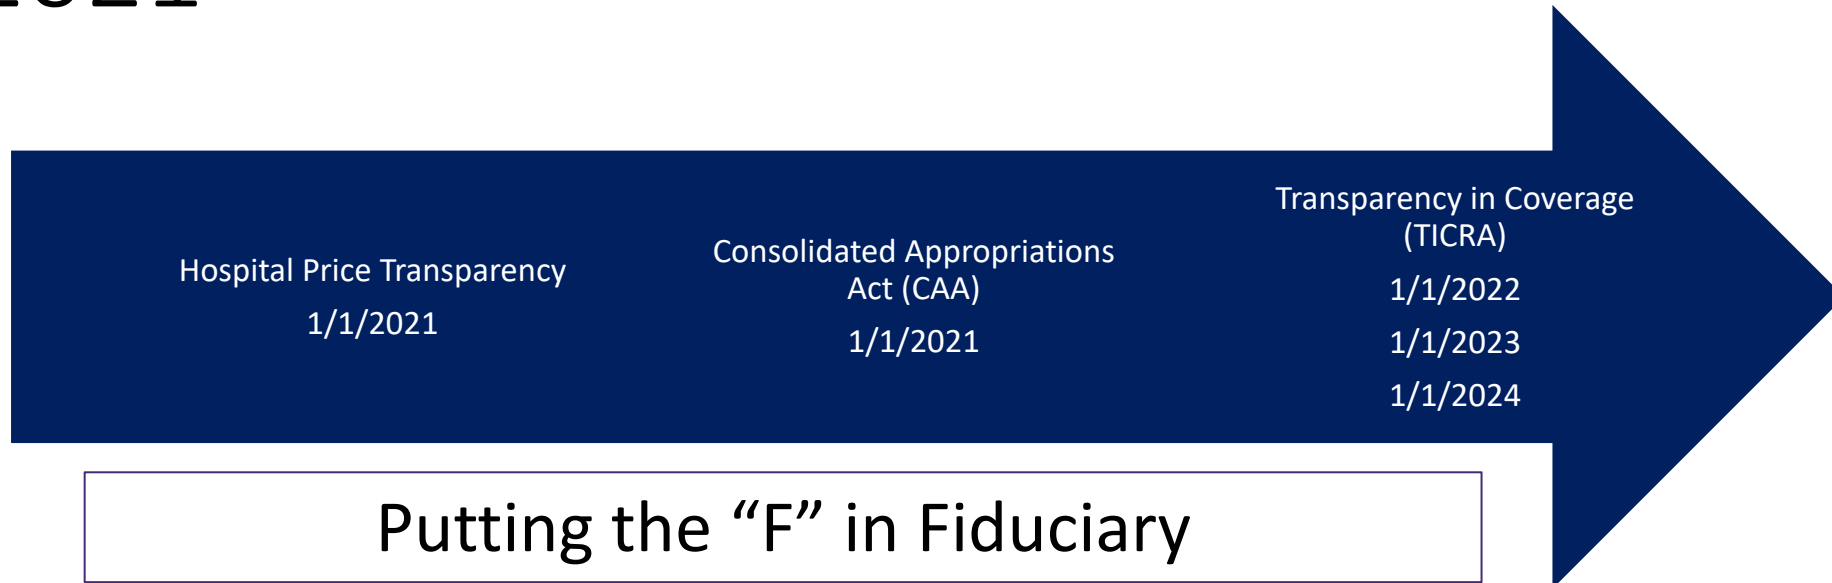 2021
Hospital Price Transparency
1/1/2021
Consolidated Appropriations
Act (CAA)
1/1/2021
Transparency in Coverage
(TICRA)
1/1/2022
1/1/2023
1/1/2024
Putting the “F” in Fiduciary